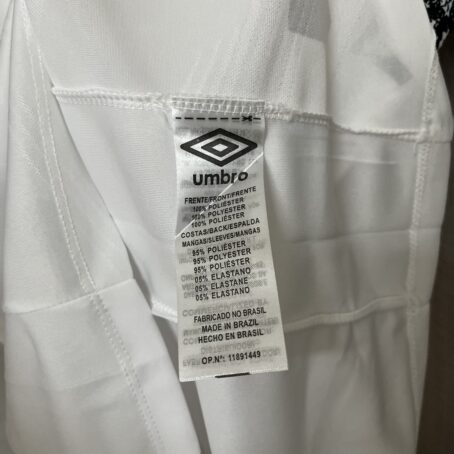 umbro
FRENTE/FRONT/FRENTE
100% POLIÉSTER
100% POLYESTER
100% POLIÉSTER
COSTAS/BACK/ESPALDA
MANGAS/SLEEVES/MANGAS
95% POLIÉSTER
95% POLYESTER
95% POLIÉSTER
05% ELASTANO
05% ELASTANE
05% ELASTANO
FABRICADO NO BRASIL
MADE IN BRAZIL
HECHO EN BRASIL
OP.Nº: 11891449